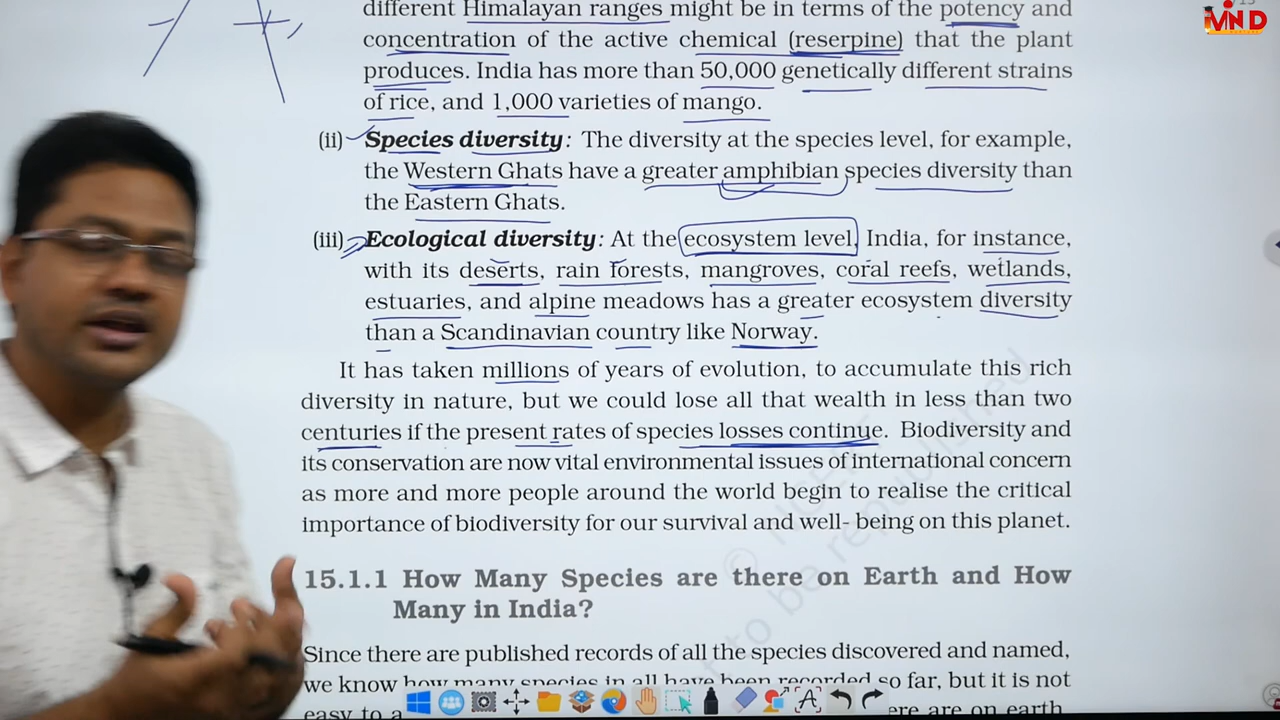 different Himalayan ranges might be in terms of the potency and
concentration of the active chemical (reserpine) that the plant
produces. India has more than 50,000 genetically different strains
of rice, and 1,000 varieties of mango.
(ii) Species diversity: The diversity at the species level, for example,
the Western Ghats have a greater amphibian species diversity than
the Eastern Ghats.
(iii) Ecological diversity: At the ecosystem level, India, for instance,
with its deserts, rain forests, mangroves, coral reefs, wetlands,
estuaries, and alpine meadows has a greater ecosystem diversity
than a Scandinavian country like Norway.
It has taken millions of years of evolution, to accumulate this rich
diversity in nature, but we could lose all that wealth in less than two
centuries if the present rates of species losses continue. Biodiversity and
its conservation are now vital environmental issues of international concern
as more and more people around the world begin to realise the critical
importance of biodiversity for our survival and well- being on this planet.
15.1.1 How Many Species are there on Earth and How
Many in India?
Since there are published records of all the species discovered and named,
we know how many species in all have been recorded so far, but it is not
easy to a ere are on earth
to be republished